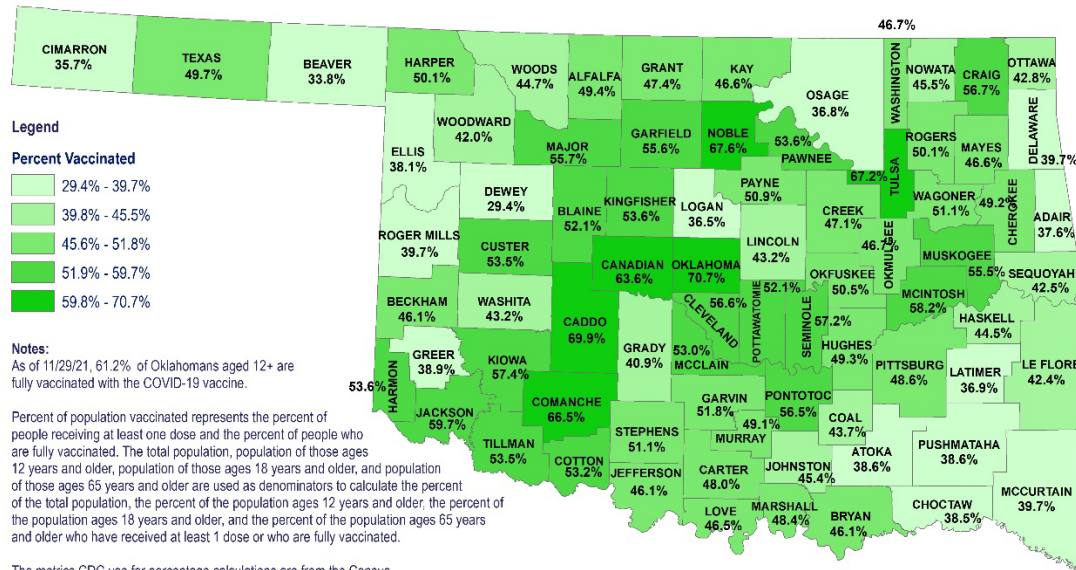 46.7%
CIMARRON
35.7%
TEXAS
49.7%
BEAVER
33.8%
HARPER
50.1%
WOODS
44.7%
ALFALFA
49.4%
GRANT
47.4%
KAY
46.6%
OSAGE
36.8%
WASHINGTON
NOWATA
45.5%
CRAIG
56.7%
OTTAWA
42.8%
WOODWARD
42.0%
ELLIS
38.1%
MAJOR
55.7%
GARFIELD
55.6%
NOBLE
67.6%
53.6%
PAWNEE
67.2%
TULSA
ROGERS
50.1%
MAYES
46.6%
DELAWARE
39.7%
DEWEY
29.4%
BLAINE
52.1%
KINGFISHER
53.6%
LOGAN
36.5%
PAYNE
50.9%
CREEK
47.1%
WAGONER
51.1%
49.2%
CHEROKEE
ADAIR
37.6%
ROGER MILLS
39.7%
CUSTER
53.5%
CANADIAN
63.6%
OKLAHOMA
70.7%
LINCOLN
43.2%
46.7%
OKMULGEE
OKFUSKEE
50.5%
MUSKOGEE
55.5%
SEQUOYAH
42.5%
BECKHAM
46.1%
WASHITA
43.2%
CADDO
69.9%
GRADY
40.9%
56.6%
CLEVELAND
52.1%
POTTAWATOMIE
SEMINOLE
57.2%
HUGHES
49.3%
MCINTOSH
58.2%
HASKELL
44.5%
PITTSBURG
48.6%
LATIMER
36.9%
LE FLORE
42.4%
GREER
38.9%
KIOWA
57.4%
53.0%
MCCLAIN
53.6%
HARMON
JACKSON
59.7%
COMANCHE
66.5%
GARVIN
51.8%
PONTOTOC
56.5%
COAL
43.7%
TILLMAN
53.5%
COTTON
53.2%
STEPHENS
51.1%
49.1%
MURRAY
ATOKA
38.6%
PUSHMATAHA
38.6%
JEFFERSON
46.1%
CARTER
48.0%
JOHNSTON
45.4%
LOVE
46.5%
MARSHALL
48.4%
BRYAN
46.1%
CHOCTAW
38.5%
MCCURTAIN
39.7%
Legend
Percent Vaccinated
29.4% - 39.7%
39.8% - 45.5%
45.6% - 51.8%
51.9% - 59.7%
59.8% - 70.7%
Notes:
As of 11/29/21, 61.2% of Oklahomans aged 12+ are
fully vaccinated with the COVID-19 vaccine.
Percent of population vaccinated represents the percent of
people receiving at least one dose and the percent of people who
are fully vaccinated. The total population, population of those ages
12 years and older, population of those ages 18 years and older, and population
of those ages 65 years and older are used as denominators to calculate the percent
of the total population, the percent of the population ages 12 years and older, the percent of
the population ages 18 years and older, and the percent of the population ages 65 years
and older who have received at least 1 dose or who are fully vaccinated.
The metrics CDC use for percentage calculations are from the Census